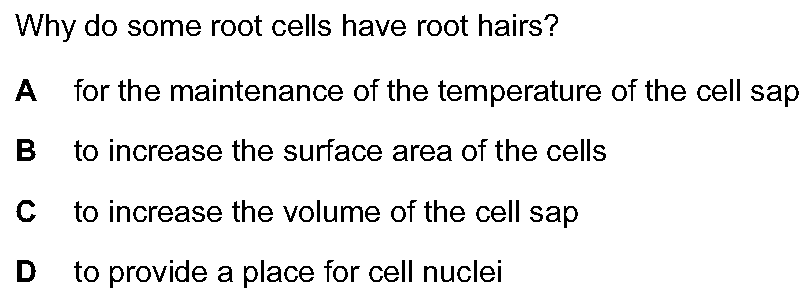 Why do some root cells have root hairs?
A for the maintenance of the temperature of the cell sap
B to increase the surface area of the cells
C to increase the volume of the cell sap
D to provide a place for cell nuclei